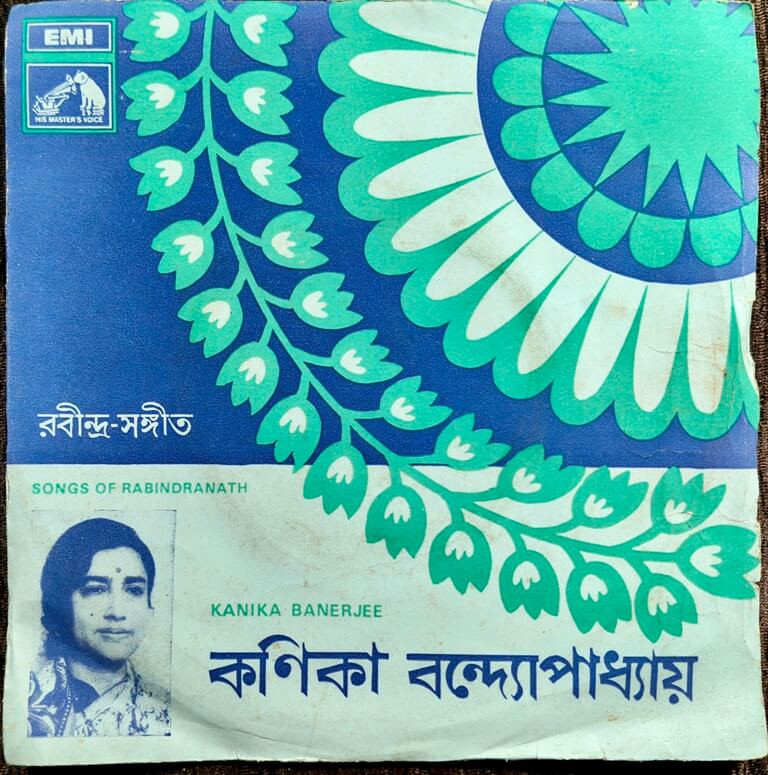 EMI
HIS MASTER'S VOICE
রবীন্দ্র-সঙ্গীত
SONGS OF RABINDRANATH
KANIKA BANERJEE
কণিকা বন্দ্যোপাধ্যায়